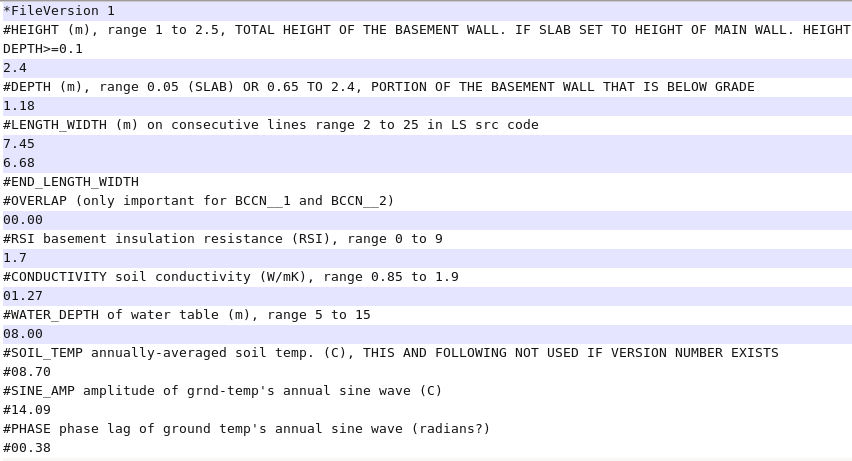 *FileVersion 1
#HEIGHT (m), range 1 to 2.5, TOTAL HEIGHT OF THE BASEMENT WALL. IF SLAB SET TO HEIGHT OF MAIN WALL. HEIGHT
DEPTH>=0.1
2.4
#DEPTH (m), range 0.05 (SLAB) OR 0.65 TO 2.4, PORTION OF THE BASEMENT WALL THAT IS BELOW GRADE
1.18
#LENGTH_WIDTH (m) on consecutive lines range 2 to 25 in LS src code
7.45
6.68
#END_LENGTH_WIDTH
#OVERLAP (only important for BCCN__1 and BCCN__2)
00.00
#RSI basement insulation resistance (RSI), range 0 to 9
1.7
#CONDUCTIVITY soil conductivity (W/mK), range 0.85 to 1.9
01.27
#WATER_DEPTH of water table (m), range 5 to 15
08.00
#SOIL_TEMP annually-averaged soil temp. (C), THIS AND FOLLOWING NOT USED IF VERSION NUMBER EXISTS
#08.70
#SINE_AMP amplitude of grnd-temp's annual sine wave (C)
#14.09
#PHASE phase lag of ground temp's annual sine wave (radians?)
#00.38